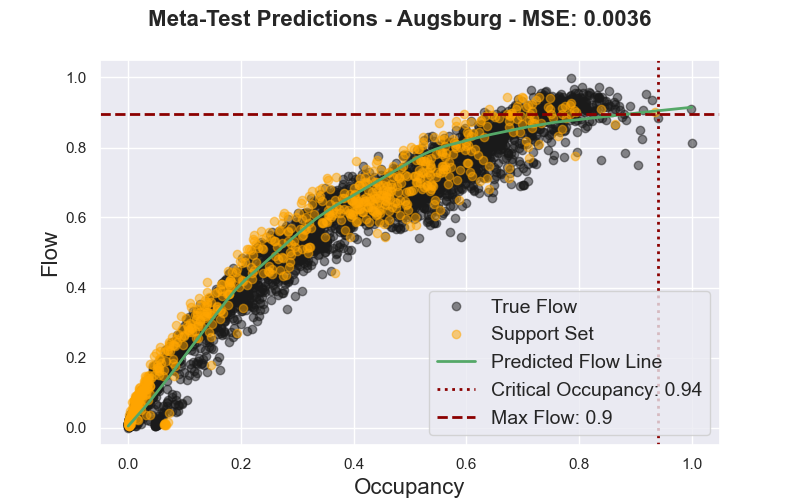 Meta-Test Predictions - Augsburg - MSE: 0.0036
1.0
0.8
0.6
0.4
0.2
0.0
Flow
True Flow
Support Set
Predicted Flow Line
Critical Occupancy: 0.94
Max Flow: 0.9
0.0 0.2 0.4 0.6 0.8 1.0
Occupancy